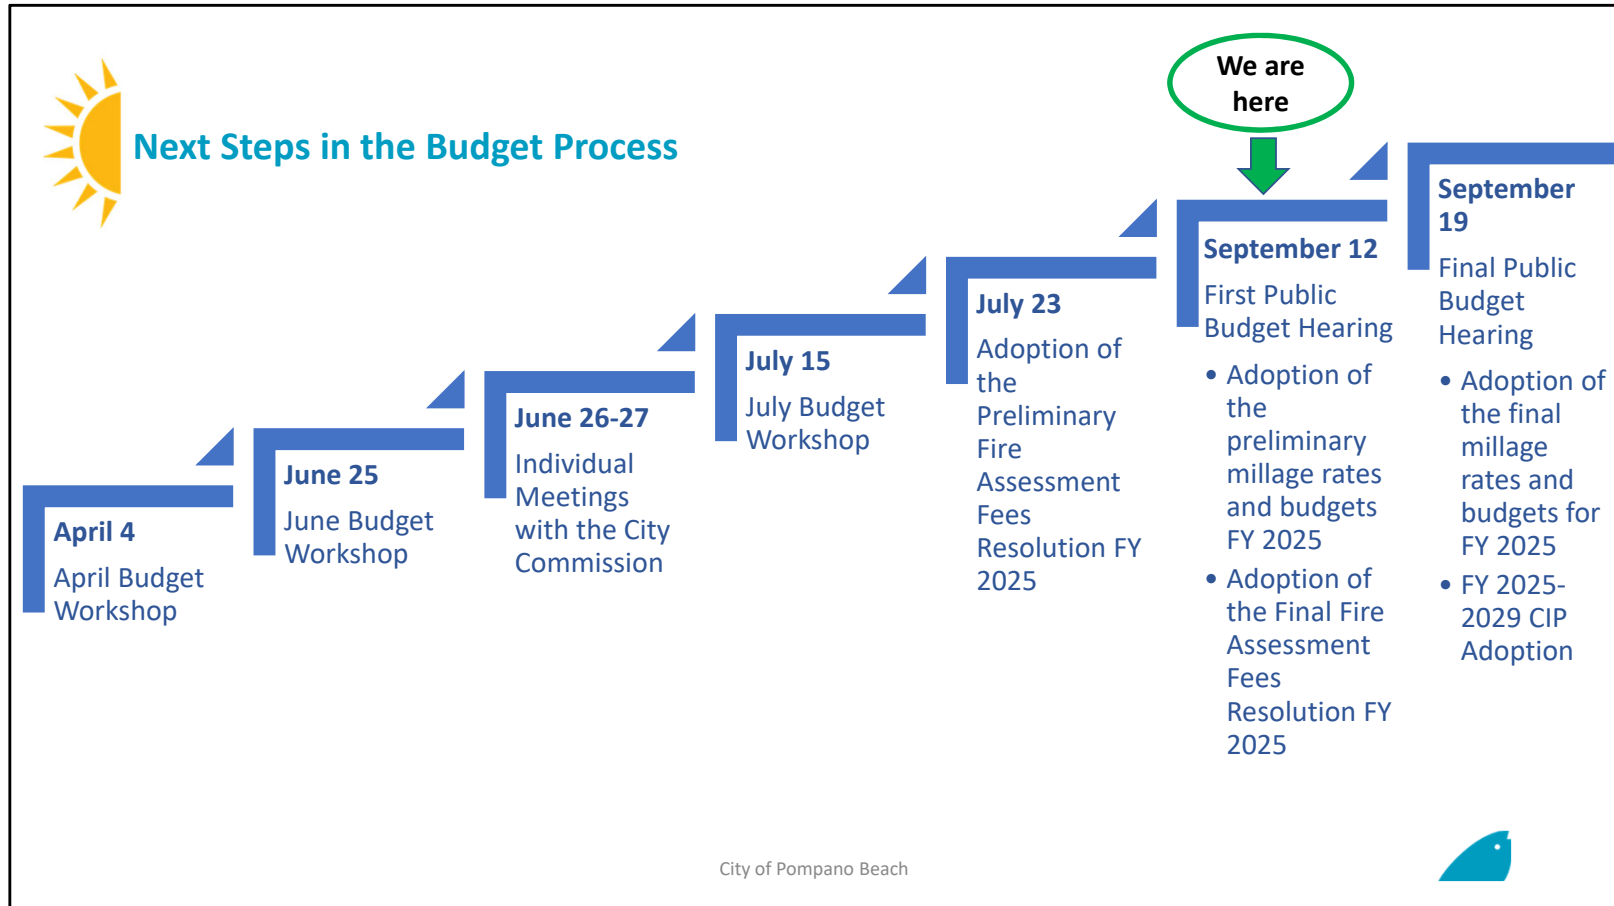 Next Steps in the Budget Process
We are
here
April 4
April Budget
Workshop
June 25
June Budget
Workshop
June 26-27
Individual
Meetings
with the City
Commission
July 15
July Budget
Workshop
July 23
Adoption of
the
Preliminary
Fire
Assessment
Fees
Resolution FY
2025
September 12
First Public
Budget Hearing
• Adoption of
the
preliminary
millage rates
and budgets
FY 2025
• Adoption of
the Final Fire
Assessment
Fees
Resolution FY
2025
September
19
Final Public
Budget
Hearing
• Adoption of
the final
millage
rates and
budgets for
FY 2025
• FY 2025-
2029 CIP
Adoption
City of Pompano Beach